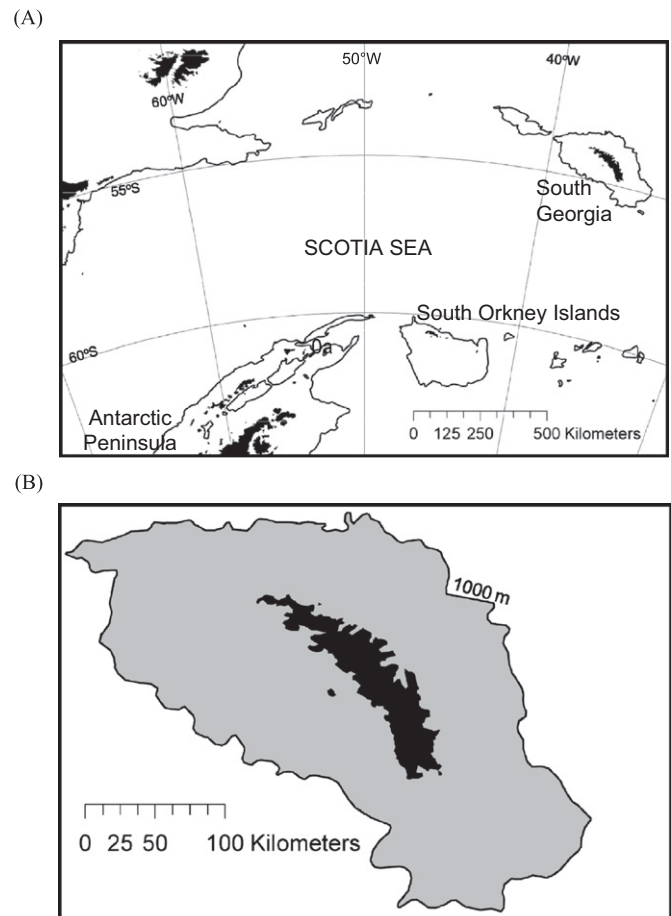 (A)
50°W
40°W
60°W
55°S
South
Georgia
SCOTIA SEA
South Orkney Islands
60°S
0a
Antarctic
Peninsula
0 125 250 500 Kilometers
(B)
1000 m
0 25 50 100 Kilometers